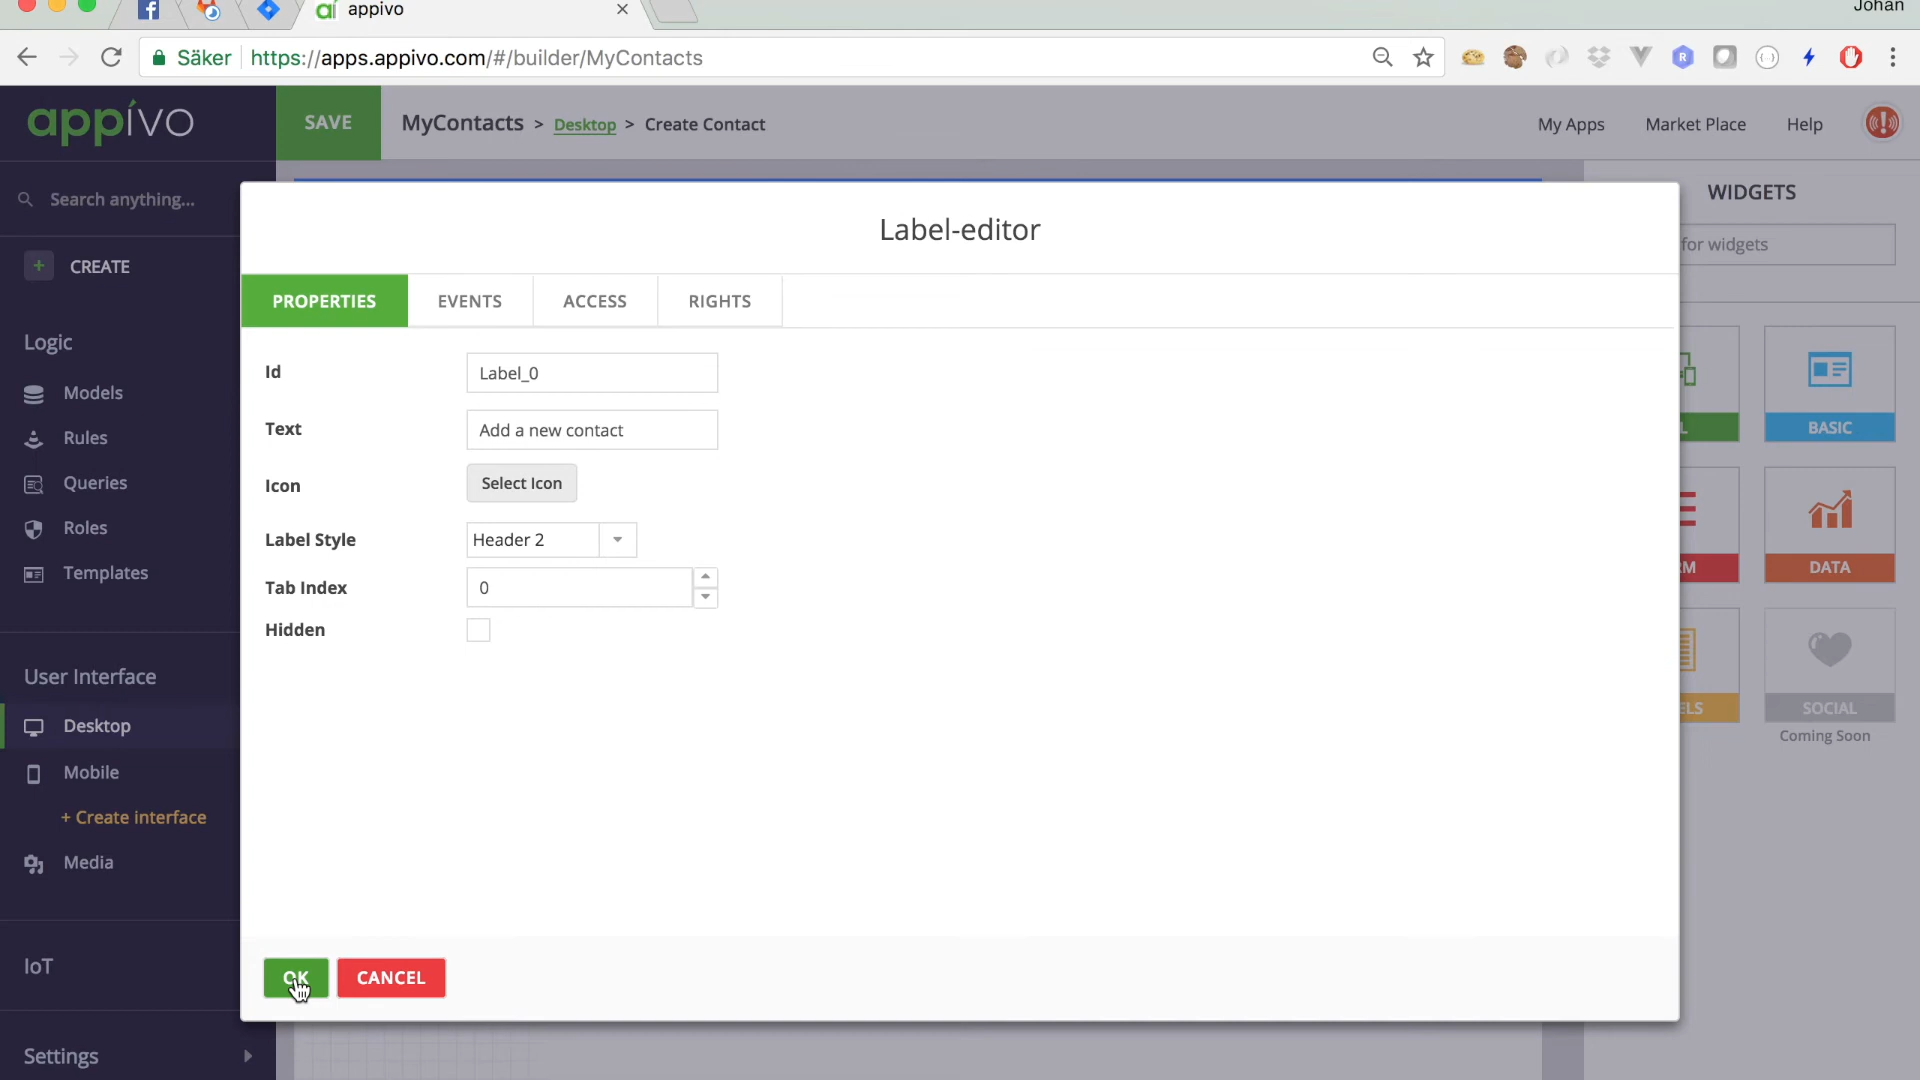 appivo
Johan
Säker
https://apps.appivo.com/#/builder/MyContacts
appivo
SAVE
MyContacts > Desktop > Create Contact
My Apps
Market Place
Help
Search anything...
CREATE
Logic
Models
Rules
Queries
Roles
Templates
User Interface
Desktop
Mobile
+ Create interface
Media
IoT
Settings
Label-editor
PROPERTIES
EVENTS
ACCESS
RIGHTS
Id
Label_0
Text
Add a new contact
Icon
Select Icon
Label Style
Header 2
Tab Index
0
Hidden
OK
CANCEL
WIDGETS
for widgets
L
BASIC
RM
DATA
ELS
SOCIAL
Coming Soon